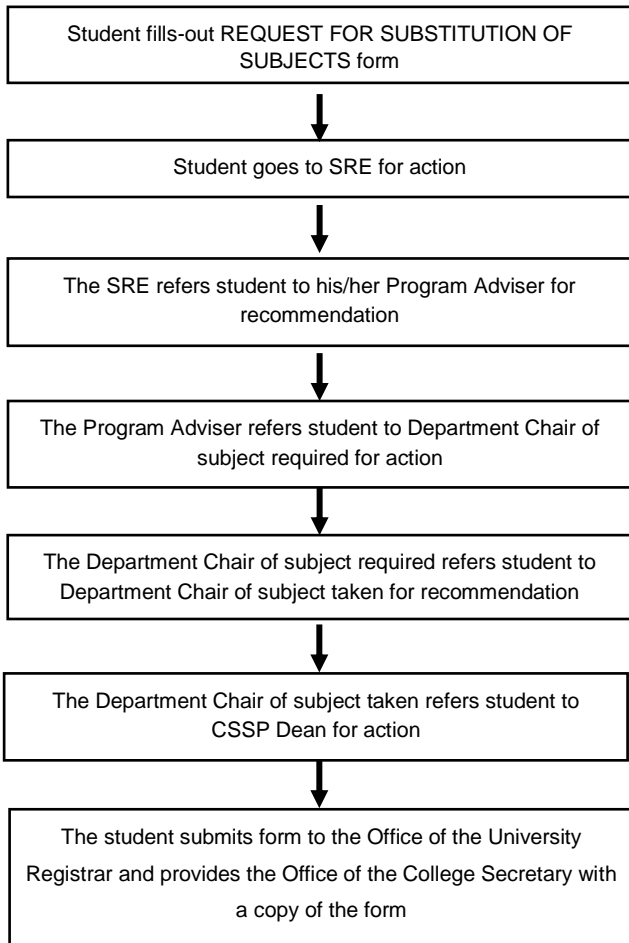 Student fills-out REQUEST FOR SUBSTITUTION OF
SUBJECTS form
Student goes to SRE for action
The SRE refers student to his/her Program Adviser for
recommendation
The Program Adviser refers student to Department Chair of
subject required for action
The Department Chair of subject required refers student to
Department Chair of subject taken for recommendation
The Department Chair of subject taken refers student to
CSSP Dean for action
The student submits form to the Office of the University
Registrar and provides the Office of the College Secretary with
a copy of the form